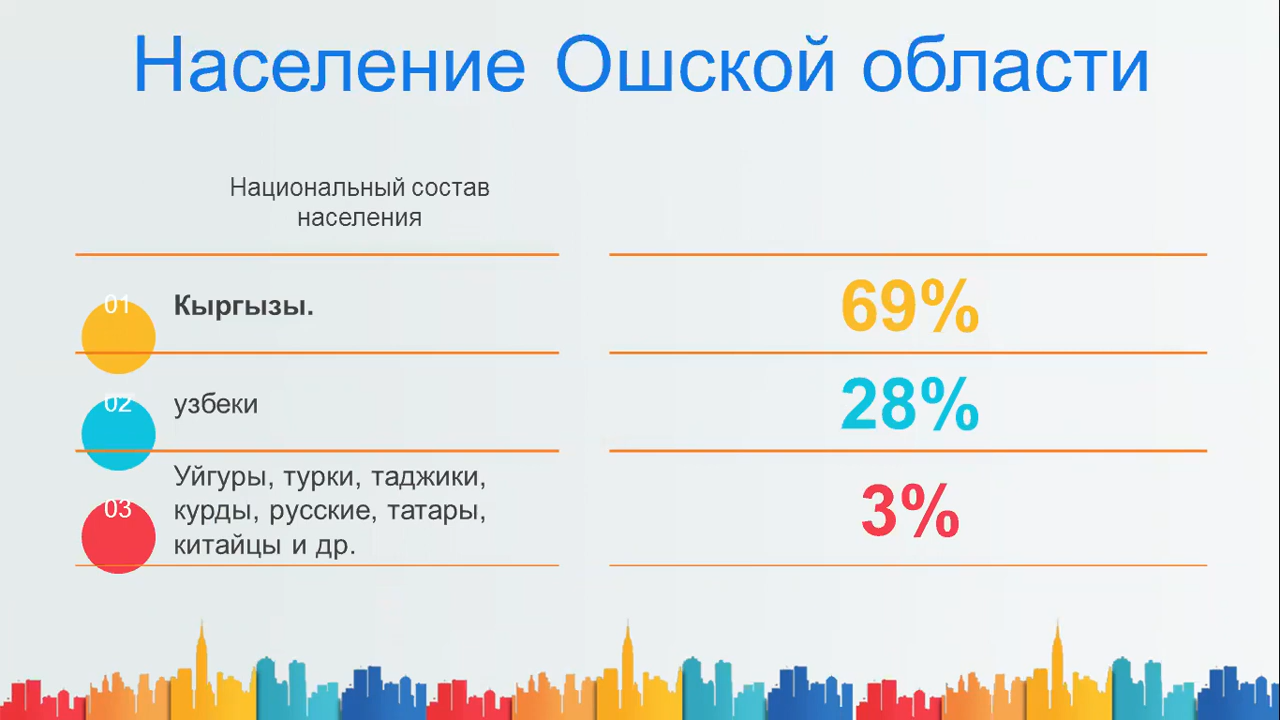 Население Ошской области
Национальный состав
населения
01
Кыргызы.
69%
02
узбеки
28%
03
Уйгуры, турки, таджики,
курды, русские, татары,
китайцы и др.
3%